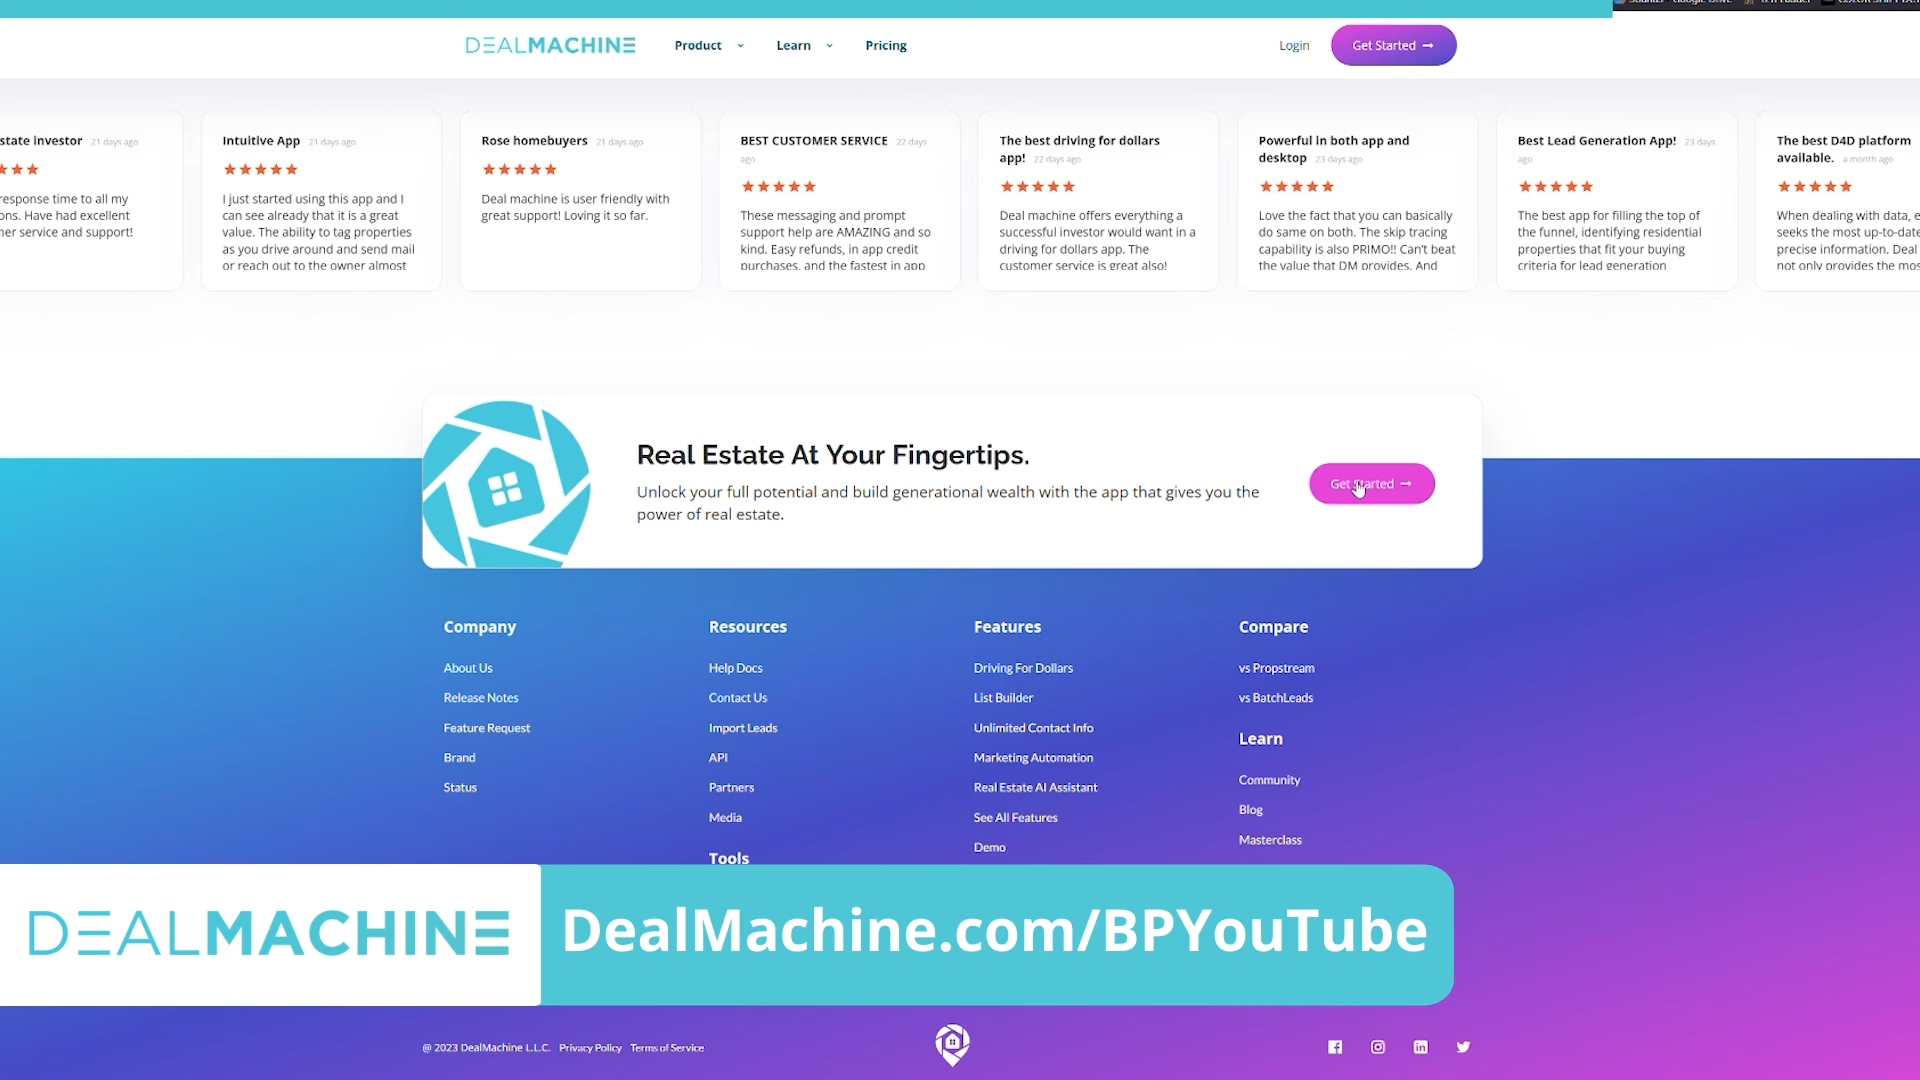 DEALMACHINE
Product
Learn
Pricing
Login
Get Started →
state investor 21 days ago
response time to all my
ons. Have had excellent
ner service and support!
Intuitive App 21 days ago
I just started using this app and I
can see already that it is a great
value. The ability to tag properties
as you drive around and send mail
or reach out to the owner almost
Rose homebuyers 21 days ago
Deal machine is user friendly with
great support! Loving it so far.
BEST CUSTOMER SERVICE 22 days
ago
These messaging and prompt
support help are AMAZING and so
kind. Easy refunds, in app credit
purchases, and the fastest in app
The best driving for dollars
app! 22 days ago
Deal machine offers everything a
successful investor would want in a
driving for dollars app. The
customer service is great also!
Powerful in both app and
desktop 23 days ago
Love the fact that you can basically
do same on both. The skip tracing
capability is also PRIMO!! Can't beat
the value that DM provides. And
Best Lead Generation App! 23 days
ago
The best app for filling the top of
the funnel, identifying residential
properties that fit your buying
criteria for lead generation
The best D4D platform
available. a month ago
When dealing with data, e
seeks the most up-to-date
precise information. Deal
not only provides the mos
Real Estate At Your Fingertips.
Unlock your full potential and build generational wealth with the app that gives you the
power of real estate.
Get Started →
Company
About Us
Release Notes
Feature Request
Brand
Status
Resources
Help Docs
Contact Us
Import Leads
API
Partners
Media
Tools
Features
Driving For Dollars
List Builder
Unlimited Contact Info
Marketing Automation
Real Estate AI Assistant
See All Features
Demo
Compare
vs Propstream
vs BatchLeads
Learn
Community
Blog
Masterclass
DEALMACHINE
DealMachine.com/BPYouTube
@ 2023 DealMachine L.L.C. Privacy Policy Terms of Service